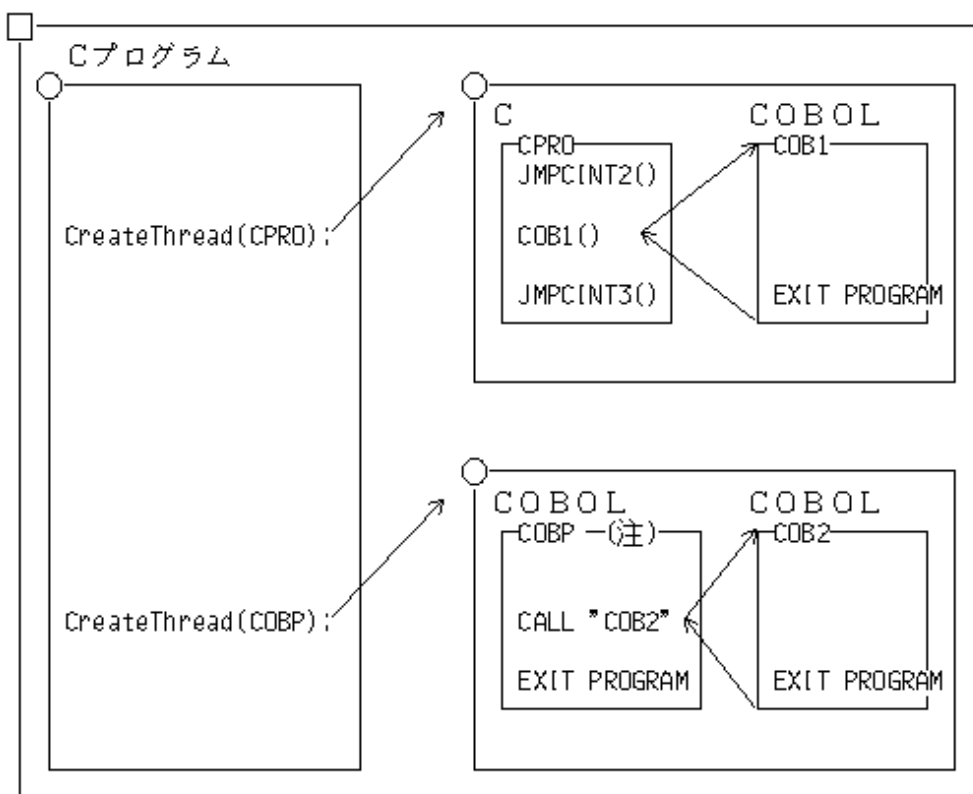 Cプログラム
CreateThread(CPRO);
C
CPRO
JMPCINT2()
COB1()
JMPCINT3()
COBOL
COB1
EXIT PROGRAM
CreateThread(COBP);
COBOL
COBP (注)
CALL "COB2"
EXIT PROGRAM
COBOL
COB2
EXIT PROGRAM